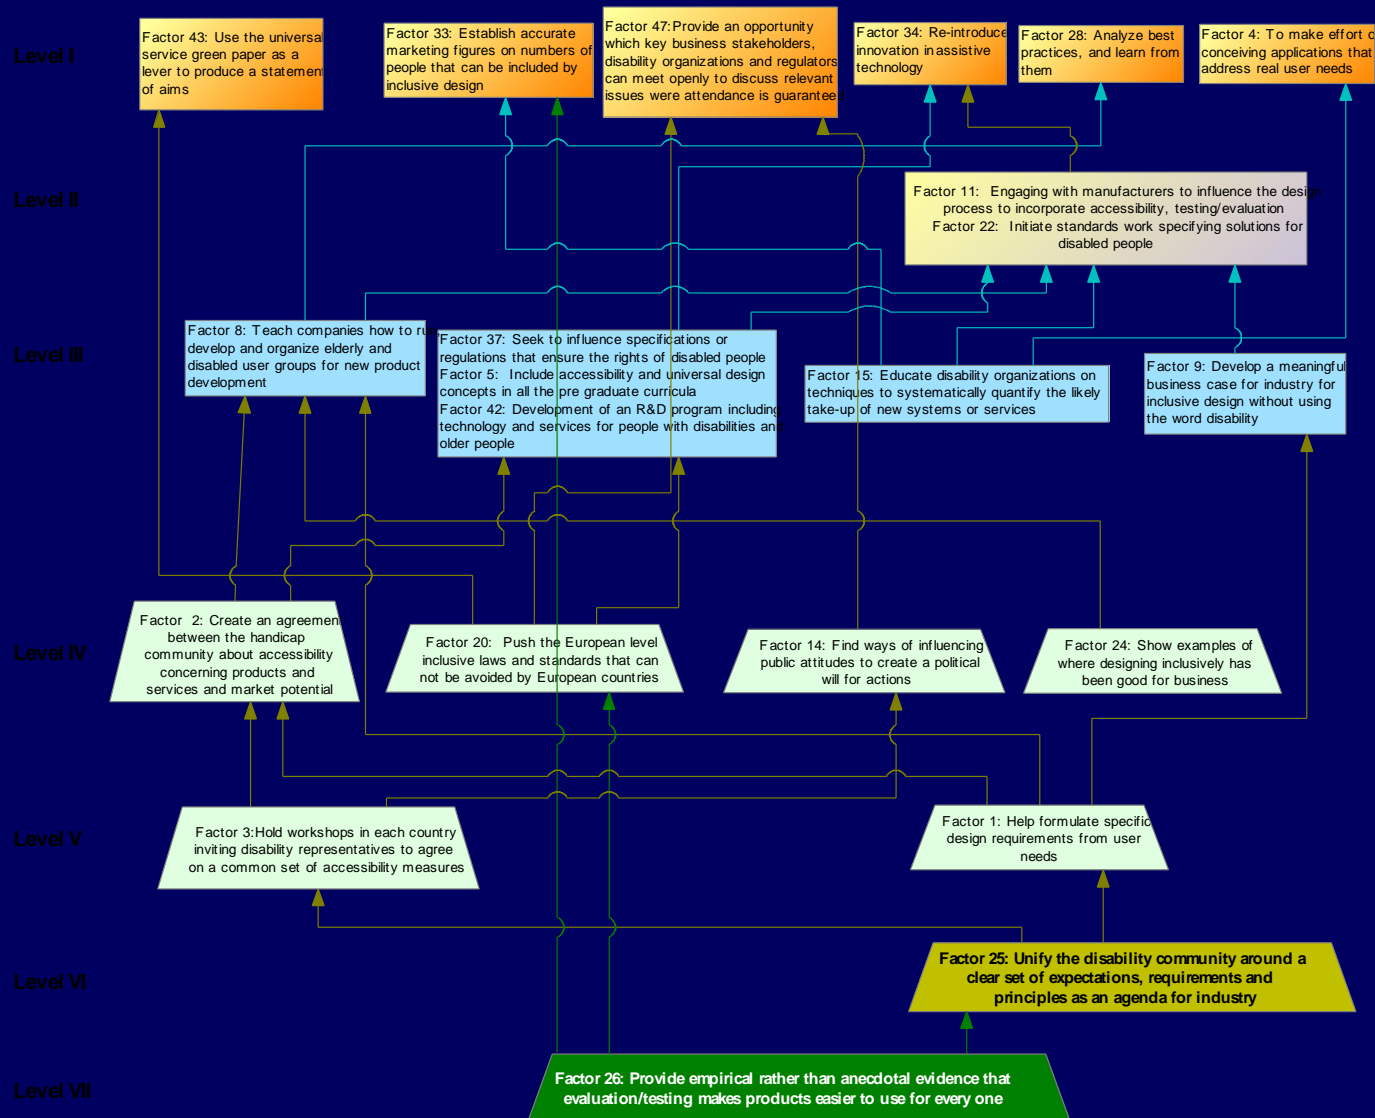 Level I
Factor 43: Use the universal
service green paper as a
lever to produce a statement
of aims
Factor 33: Establish accurate
marketing figures on numbers of
people that can be included by
inclusive design
Factor 47:Provide an opportunity
which key business stakeholders,
disability organizations and regulators
can meet openly to discuss relevant
issues were attendance is guaranteed
Factor 34: Re-introduce
innovation in assistive
technology
Factor 28: Analyze best
practices, and learn from
them
Factor 4: To make effort o
conceiving applications that
address real user needs
Level II
Factor 11: Engaging with manufacturers to influence the design
process to incorporate accessibility, testing/evaluation
Factor 22: Initiate standards work specifying solutions for
disabled people
Level III
Factor 8: Teach companies how to run,
develop and organize elderly and
disabled user groups for new product
development
Factor 37: Seek to influence specifications or
regulations that ensure the rights of disabled people
Factor 5: Include accessibility and universal design
concepts in all the pre graduate curricula
Factor 42: Development of an R&D program including
technology and services for people with disabilities and
older people
Factor 15: Educate disability organizations on
techniques to systematically quantify the likely
take-up of new systems or services
Factor 9: Develop a meaningful
business case for industry for
inclusive design without using
the word disability
Level IV
Factor 2: Create an agreement
between the handicap
community about accessibility
concerning products and
services and market potential
Factor 20: Push the European level
inclusive laws and standards that can
not be avoided by European countries
Factor 14: Find ways of influencing
public attitudes to create a political
will for actions
Factor 24: Show examples of
where designing inclusively has
been good for business
Level V
Factor 3:Hold workshops in each country
inviting disability representatives to agree
on a common set of accessibility measures
Factor 1: Help formulate specific
design requirements from user
needs
Level VI
Factor 25: Unify the disability community around a
clear set of expectations, requirements and
principles as an agenda for industry
Level VII
Factor 26: Provide empirical rather than anecdotal evidence that
evaluation/testing makes products easier to use for every one